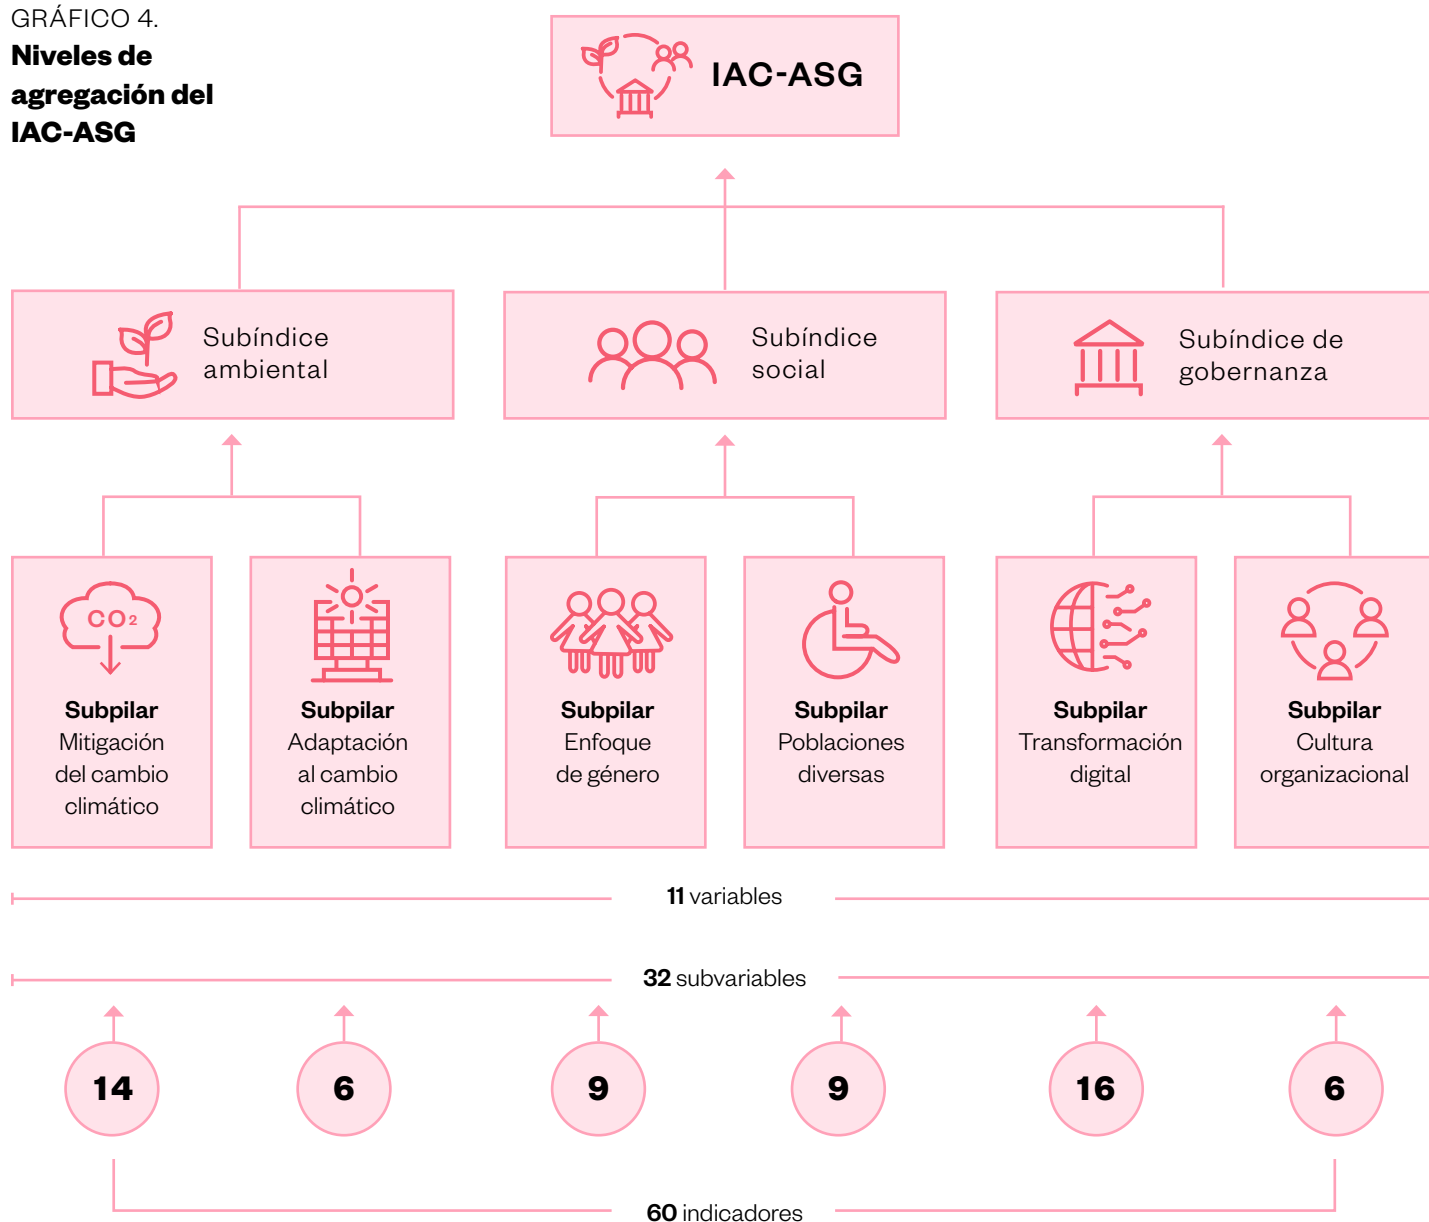 GRÁFICO 4.
Niveles de
agregación del
IAC-ASG
IAC-ASG
Subíndice
ambiental
Subíndice
social
Subíndice de
gobernanza
CO₂
Subpilar
Mitigación
del cambio
climático
Subpilar
Adaptación
al cambio
climático
Subpilar
Enfoque
de género
Subpilar
Poblaciones
diversas
Subpilar
Transformación
digital
Subpilar
Cultura
organizacional
11 variables
32 subvariables
14
6
9
9
16
6
60 indicadores